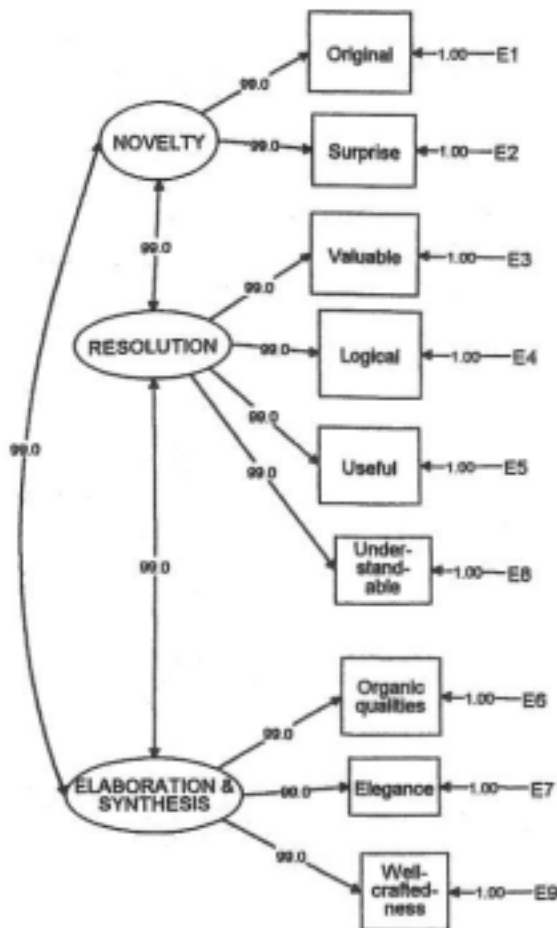 Original
1.00
E1
99.0
NOVELTY
99.0
Surprise
1.00
E2
99.0
Valuable
1.00
E3
99.0
RESOLUTION
99.0
Logical
1.00
E4
99.0
Useful
1.00
E5
99.0
99.0
Under-
stand-
able
1.00
E8
99.0
99.0
Organic
qualities
1.00
E6
99.0
ELABORATION &
SYNTHESIS
99.0
Elegance
1.00
E7
99.0
Well-
crafted-
ness
1.00
E9